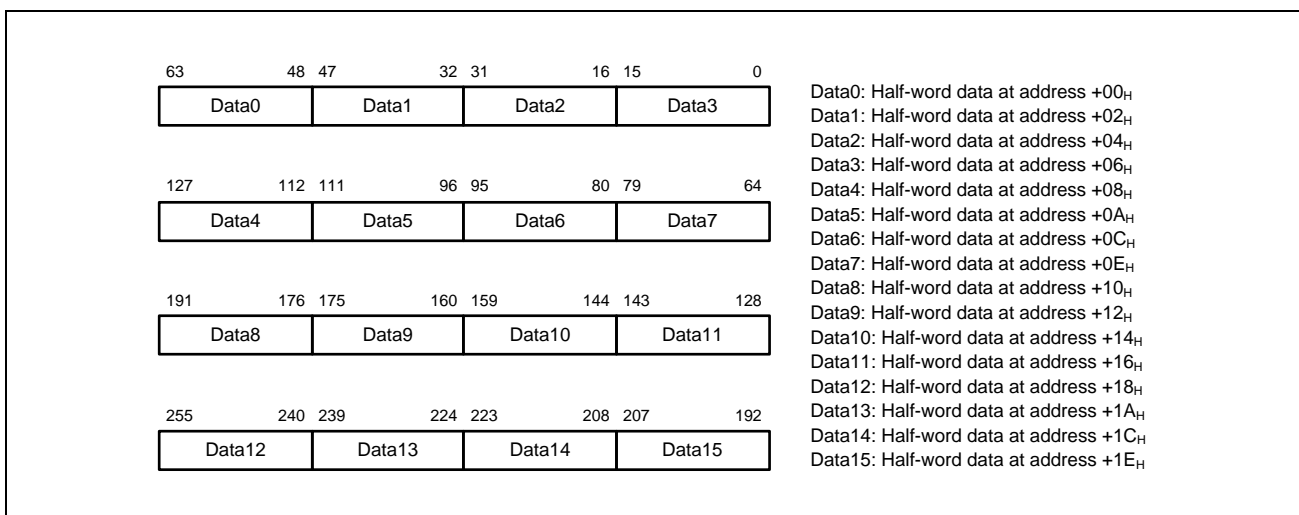 63 48 47 32 31 16 15 0
Data0 Data1 Data2 Data3
127 112 111 96 95 80 79 64
Data4 Data5 Data6 Data7
191 176 175 160 159 144 143 128
Data8 Data9 Data10 Data11
255 240 239 224 223 208 207 192
Data12 Data13 Data14 Data15
Data0: Half-word data at address +00H
Data1: Half-word data at address +02H
Data2: Half-word data at address +04H
Data3: Half-word data at address +06H
Data4: Half-word data at address +08H
Data5: Half-word data at address +0AH
Data6: Half-word data at address +0CH
Data7: Half-word data at address +0EH
Data8: Half-word data at address +10H
Data9: Half-word data at address +12H
Data10: Half-word data at address +14H
Data11: Half-word data at address +16H
Data12: Half-word data at address +18H
Data13: Half-word data at address +1AH
Data14: Half-word data at address +1CH
Data15: Half-word data at address +1EH